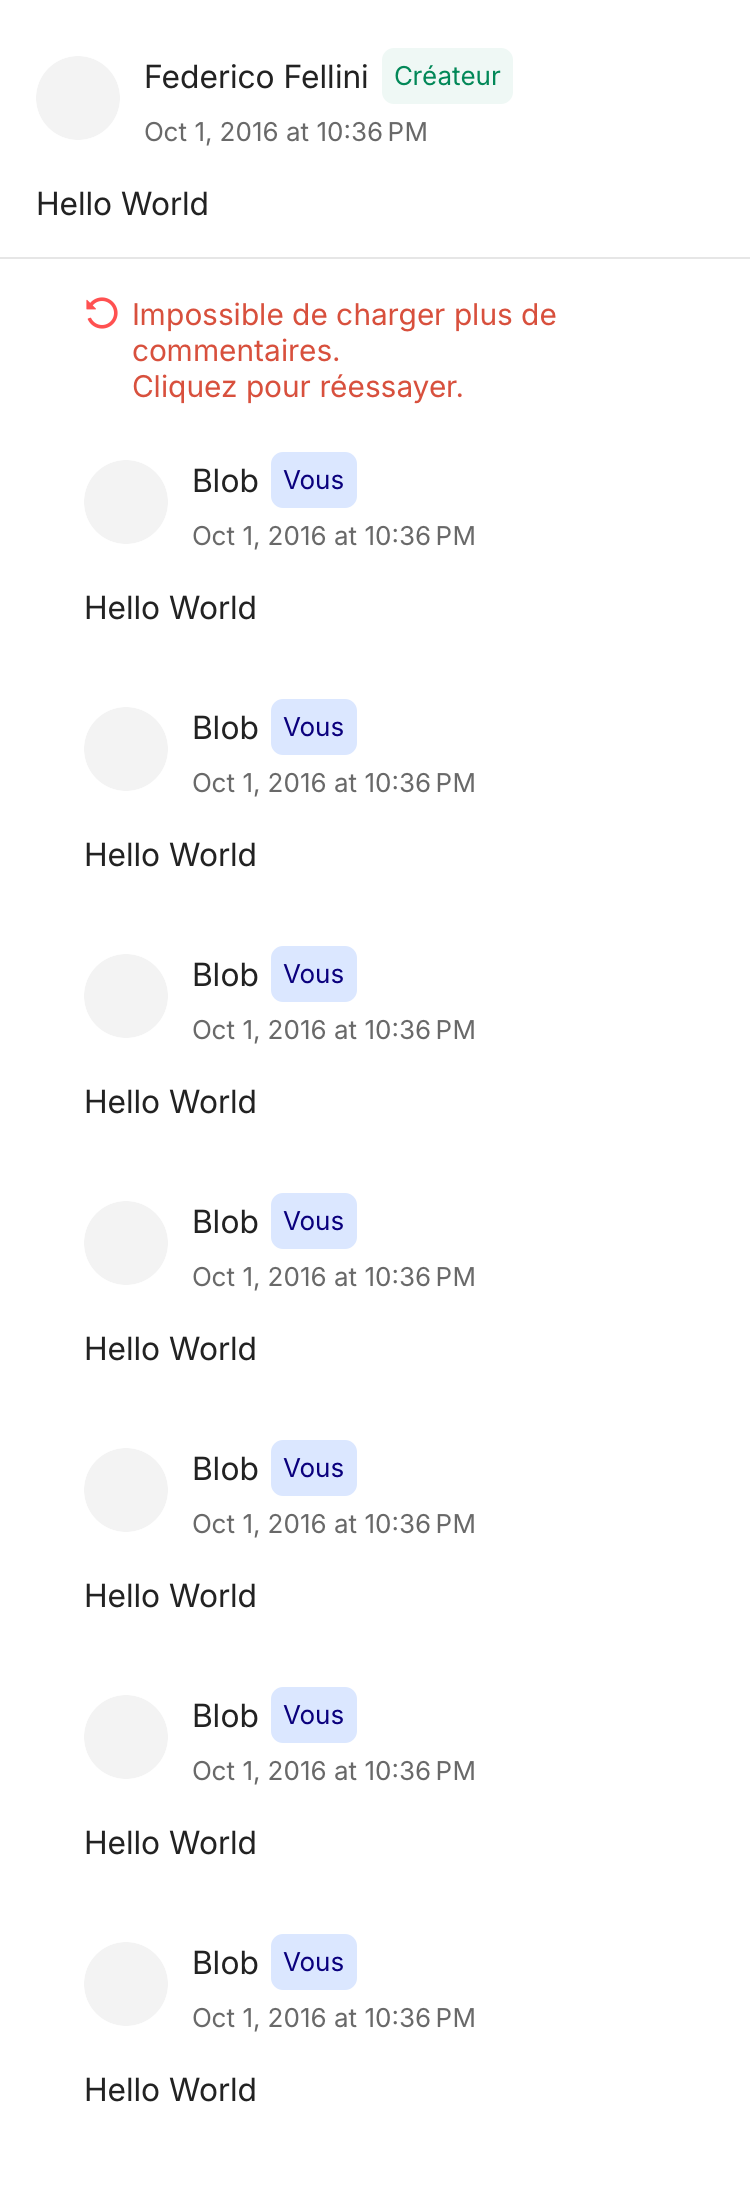 Federico Fellini Créateur
Oct 1, 2016 at 10:36 PM
Hello World
Impossible de charger plus de
commentaires.
Cliquez pour réessayer.
Blob Vous
Oct 1, 2016 at 10:36 PM
Hello World
Blob Vous
Oct 1, 2016 at 10:36 PM
Hello World
Blob Vous
Oct 1, 2016 at 10:36 PM
Hello World
Blob Vous
Oct 1, 2016 at 10:36 PM
Hello World
Blob Vous
Oct 1, 2016 at 10:36 PM
Hello World
Blob Vous
Oct 1, 2016 at 10:36 PM
Hello World
Blob Vous
Oct 1, 2016 at 10:36 PM
Hello World